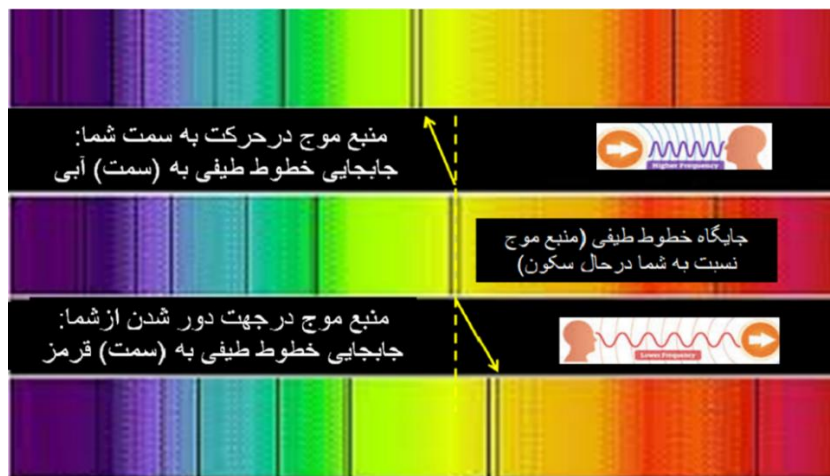 منبع موج درحرکت به سمت شما:
جابجایی خطوط طیفی به (سمت) آبی
Higher Frequency
جایگاه خطوط طیفی (منبع موج
نسبت به شما درحال سکون)
منبع موج درجهت دور شدن ازشما:
جابجایی خطوط طیفی به (سمت) قرمز
Lower Frequency